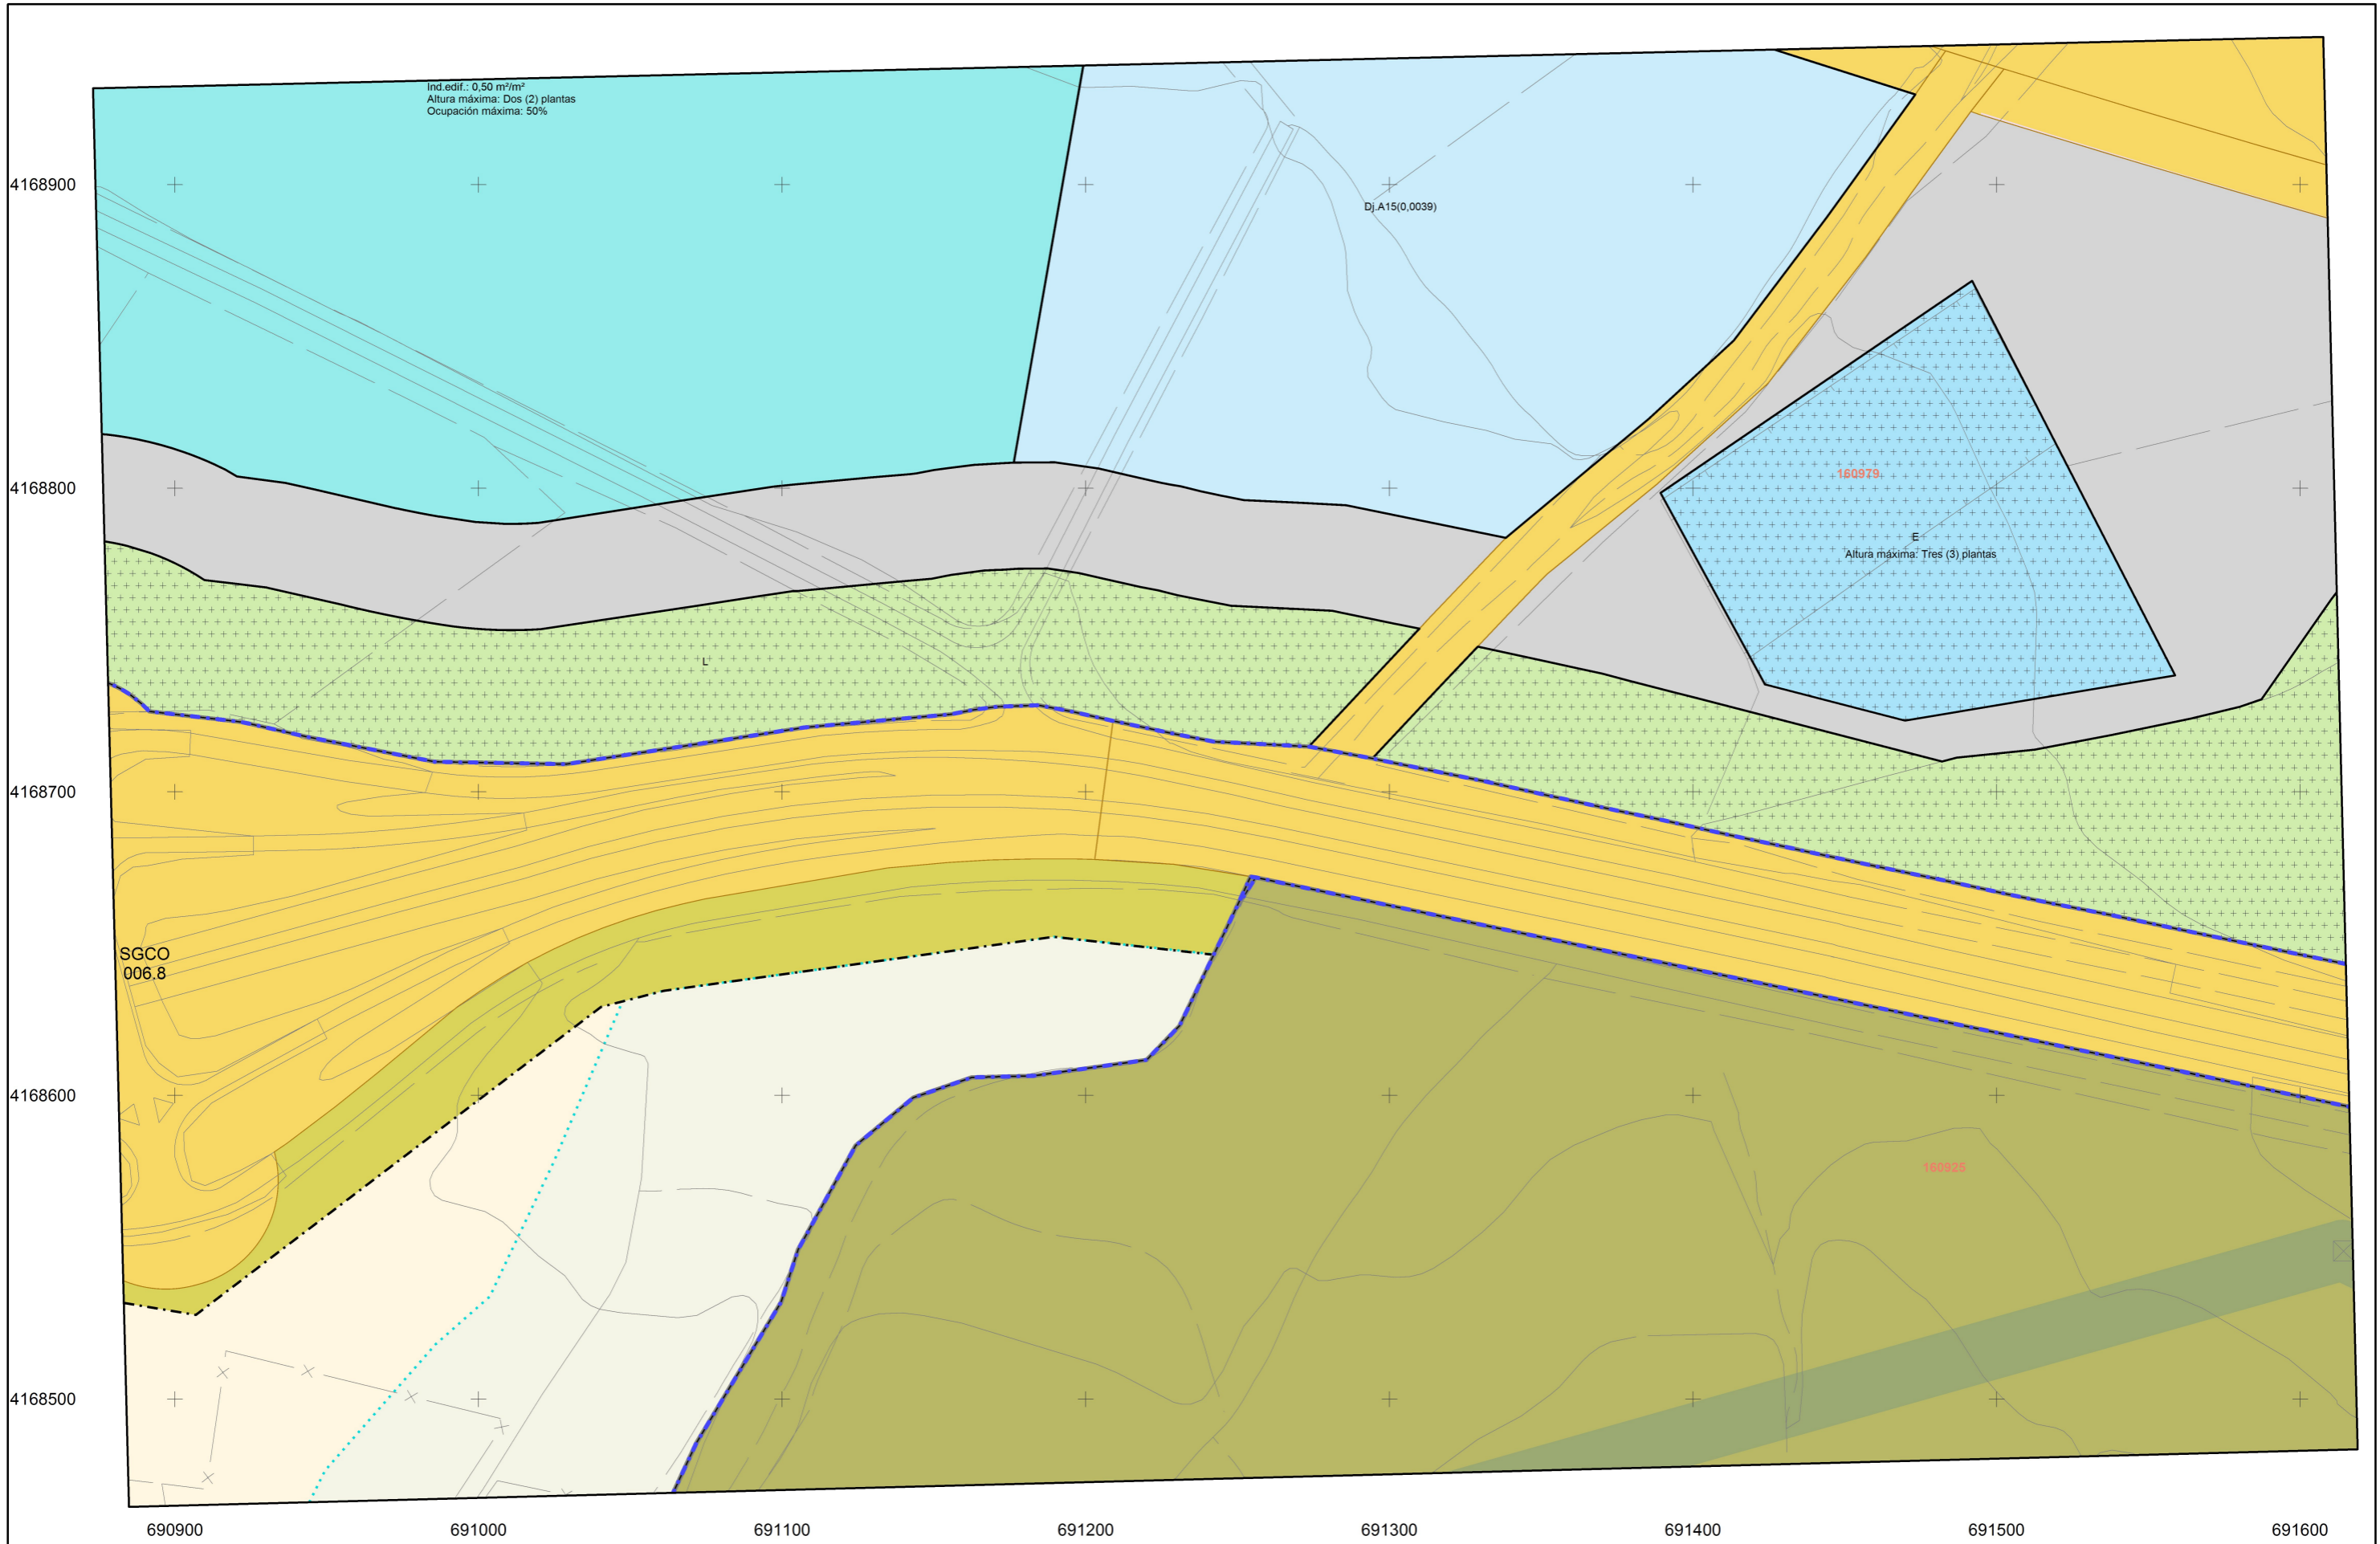 Ind.edif.: 0,50 m²/m²
Altura máxima: Dos (2) plantas
Ocupación máxima: 50%
4168900
Dj.A15(0,0039)
160979
4168800
E
Altura máxima: Tres (3) plantas
L
4168700
SGCO
006.8
4168600
160925
4168500
690900
691000
691100
691200
691300
691400
691500
691600